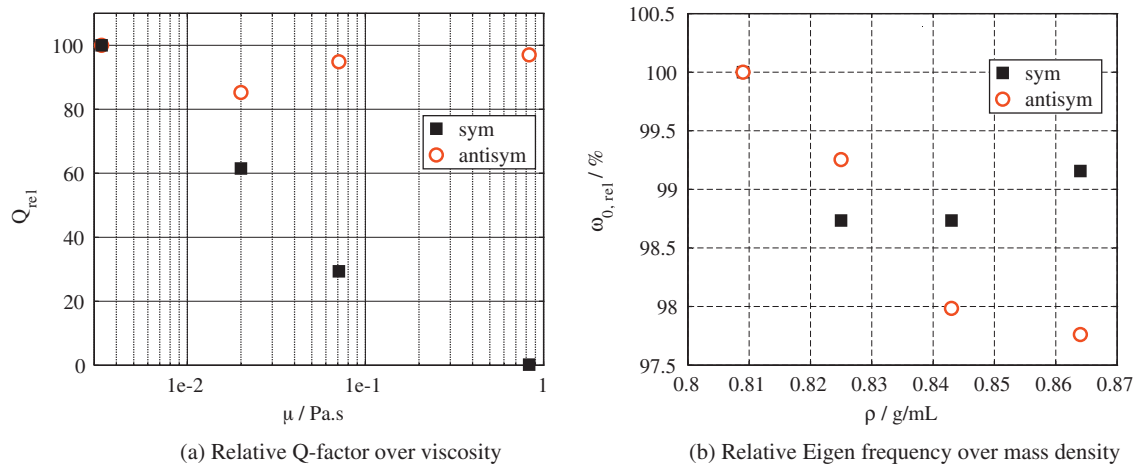 100
80
60
40
20
0
Q_rel
sym
antisym
1e-2
1e-1
1
μ / Pa.s
(a) Relative Q-factor over viscosity
100.5
100
99.5
99
98.5
98
97.5
ω_0, rel / %
sym
antisym
0.8
0.81
0.82
0.83
0.84
0.85
0.86
0.87
ρ / g/mL
(b) Relative Eigen frequency over mass density